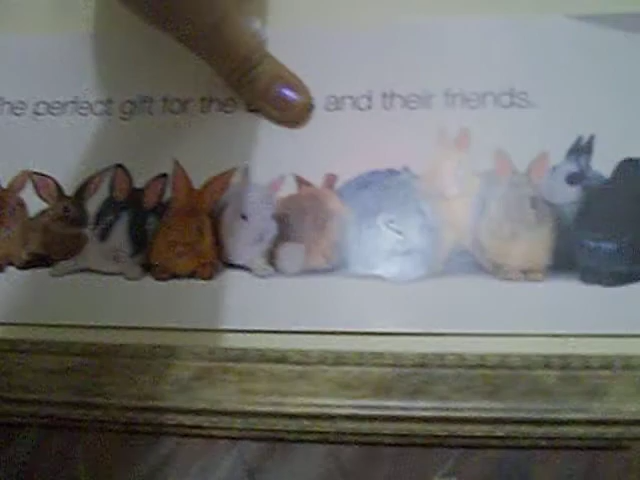 he perfect gift for the and their friends.